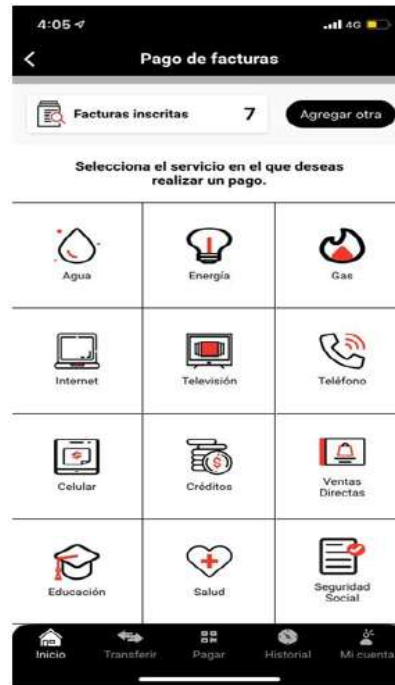 4:05
4G
Pago de facturas
Facturas inscritas 7 Agregar otra
Selecciona el servicio en el que deseas
realizar un pago.
Agua Energía Gas
Internet Televisión Teléfono
Celular Créditos Ventas
Directas
Educación Salud Seguridad
Social
Inicio Transferir Pagar Historial Mi cuenta